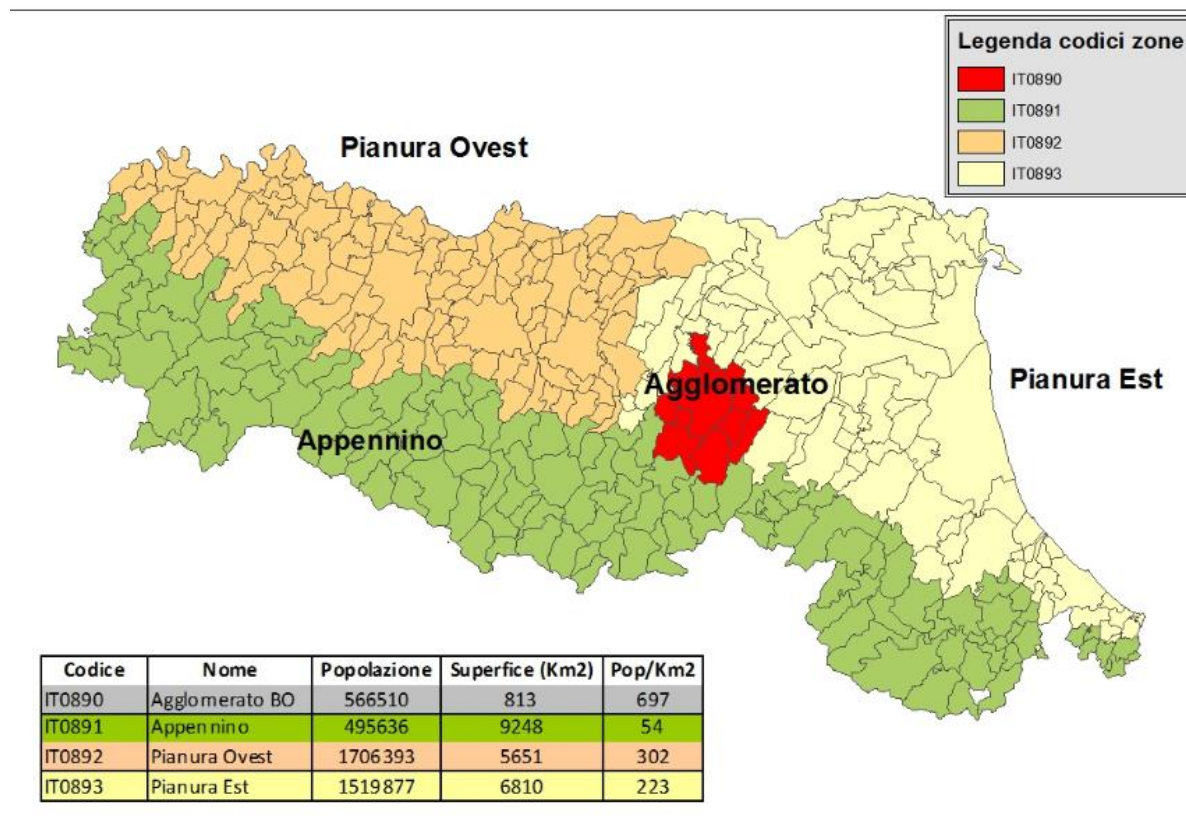 Legenda codici zone
IT0890
IT0891
IT0892
IT0893
Pianura Ovest
Agglomerato
Pianura Est
Appennino
Codice Nome Popolazione Superfice (Km2) Pop/Km2
IT0890 Agglomerato BO 566510 813 697
IT0891 Appennino 495636 9248 54
IT0892 Pianura Ovest 1706393 5651 302
IT0893 Pianura Est 1519877 6810 223